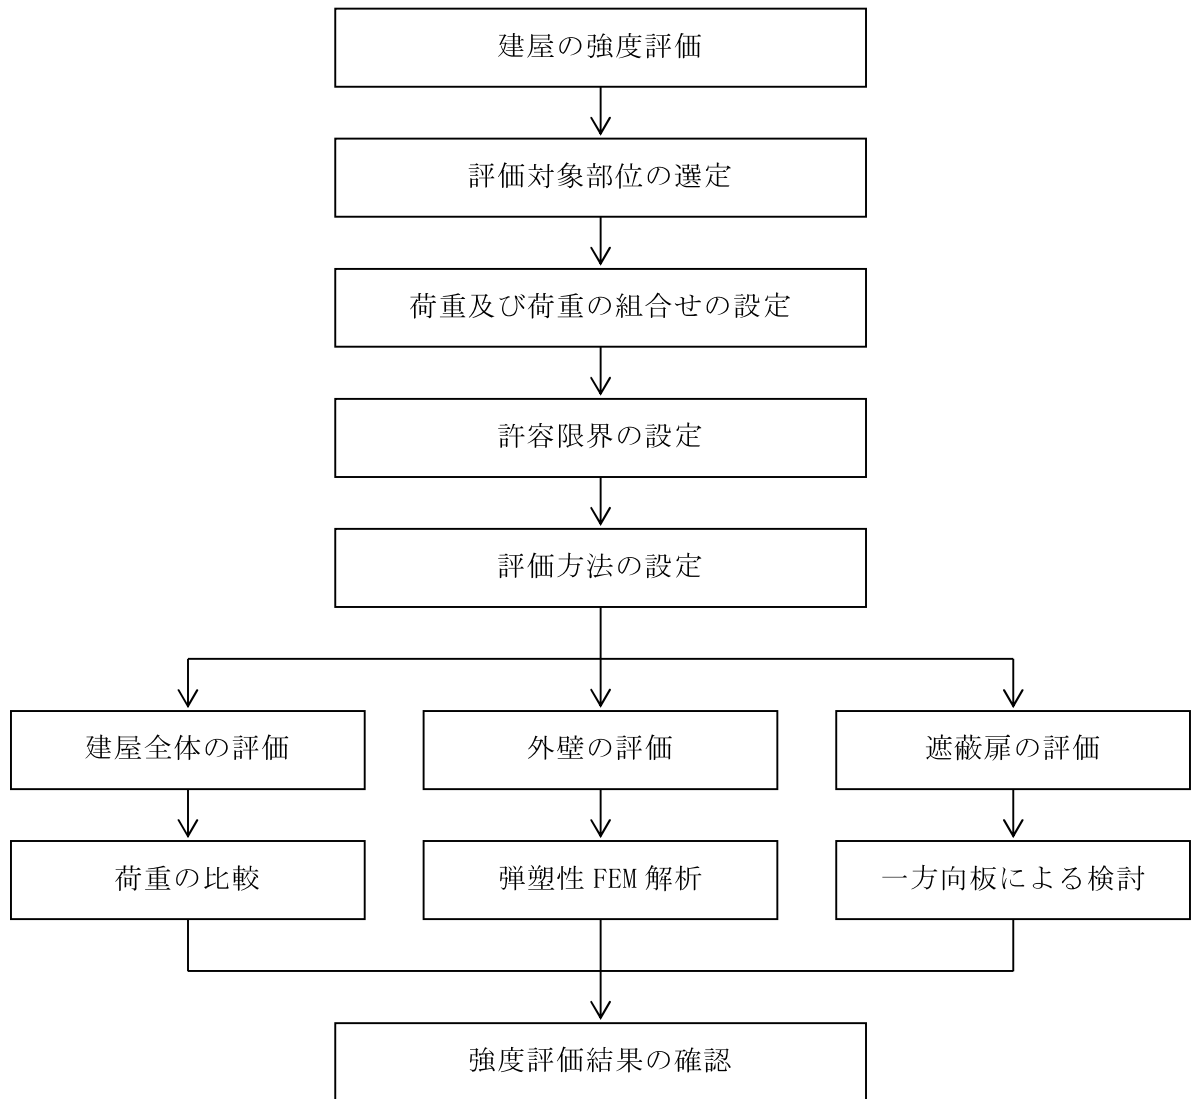 建屋の強度評価
評価対象部位の選定
荷重及び荷重の組合せの設定
許容限界の設定
評価方法の設定
建屋全体の評価
外壁の評価
遮蔽扉の評価
荷重の比較
弾塑性 FEM 解析
一方向板による検討
強度評価結果の確認